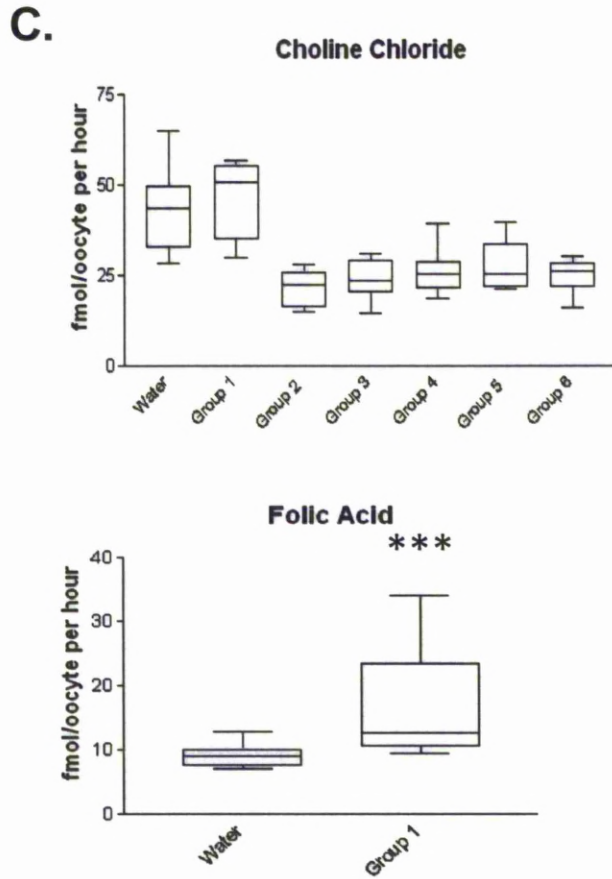 C.
Choline Chloride
fmol/oocyte per hour
75
50
25
0
Water
Group 1
Group 2
Group 3
Group 4
Group 5
Group 6
Folic Acid
***
fmol/oocyte per hour
40
30
20
10
0
Water
Group 1